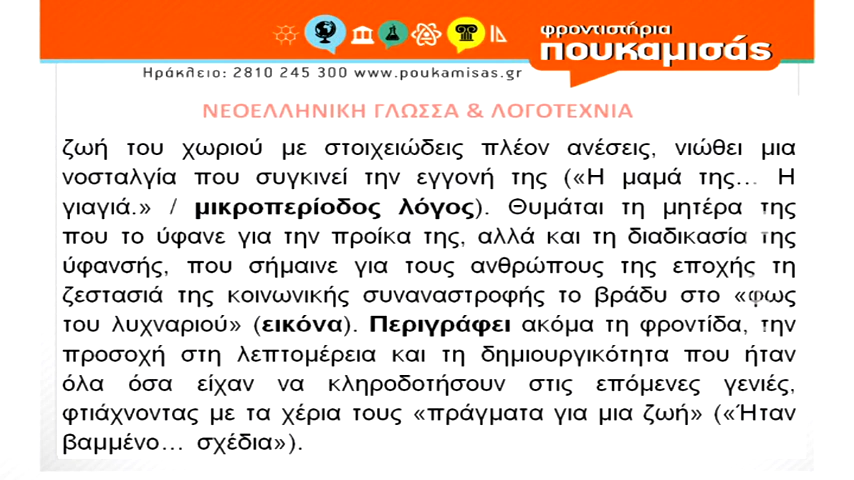 φροντιστήρια
πουκαμισάς
Ηράκλειο: 2810 245 300 www.poukamisas.gr
ΝΕΟΕΛΛΗΝΙΚΗ ΓΛΩΣΣΑ & ΛΟΓΟΤΕΧΝΙΑ
ζωή του χωριού με στοιχειώδεις πλέον ανέσεις, νιώθει μια
νοσταλγία που συγκινεί την εγγονή της («Η μαμά της... Η
γιαγιά.» / μικροπερίοδος λόγος). Θυμάται τη μητέρα της
που το ύφανε για την προίκα της, αλλά και τη διαδικασία της
ύφανσής, που σήμαινε για τους ανθρώπους της εποχής τη
ζεστασιά της κοινωνικής συναναστροφής το βράδυ στο «φως
του λυχναριού» (εικόνα). Περιγράφει ακόμα τη φροντίδα, την
προσοχή στη λεπτομέρεια και τη δημιουργικότητα που ήταν
όλα όσα είχαν να κληροδοτήσουν στις επόμενες γενιές,
φτιάχνοντας με τα χέρια τους «πράγματα για μια ζωή» («Ήταν
βαμμένο... σχέδια»).